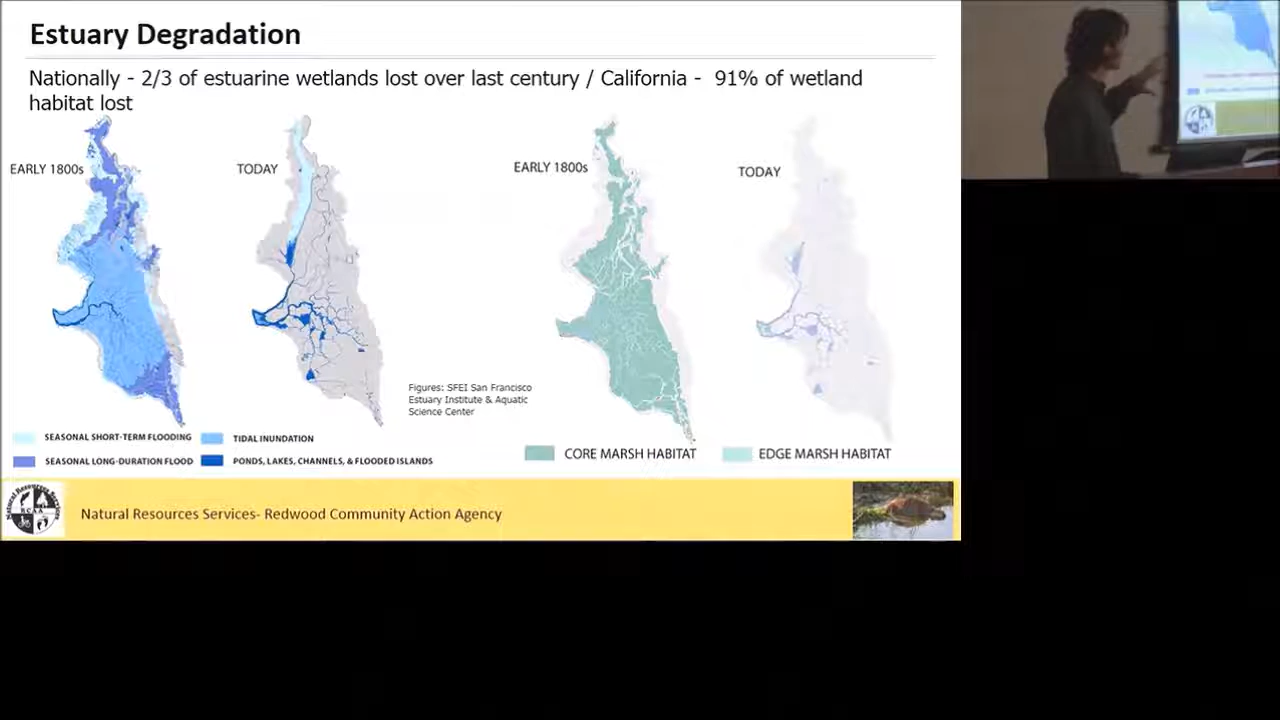 Estuary Degradation
Nationally - 2/3 of estuarine wetlands lost over last century / California - 91% of wetland
habitat lost
EARLY 1800s
TODAY
EARLY 1800s
TODAY
Figures: SFEI San Francisco
Estuary Institute & Aquatic
Science Center
SEASONAL SHORT-TERM FLOODING
TIDAL INUNDATION
SEASONAL LONG-DURATION FLOOD
PONDS, LAKES, CHANNELS, & FLOODED ISLANDS
CORE MARSH HABITAT
EDGE MARSH HABITAT
Natural Resources Services
Natural Resources Services- Redwood Community Action Agency